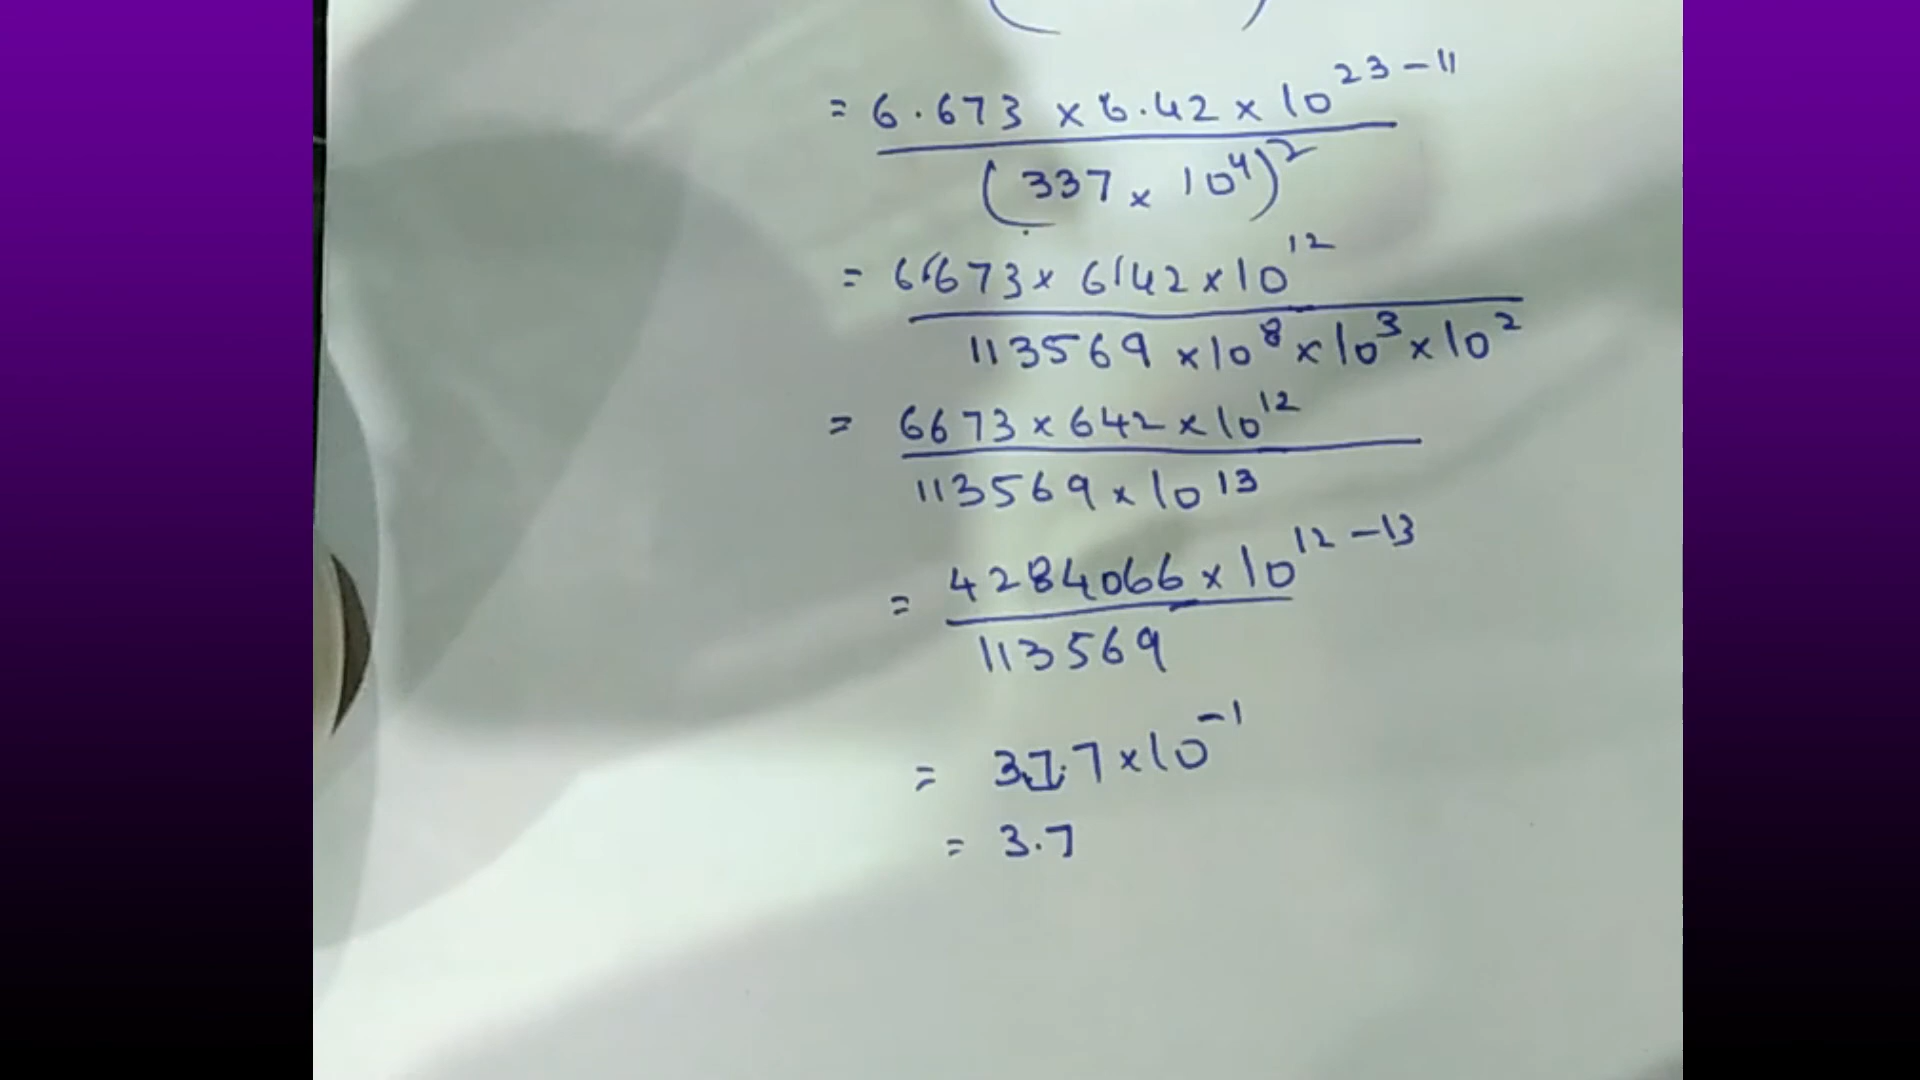 = 6.673 × 6.42 × 10^23-11
(337 × 10^4)^2
= 6.673 × 6.42 × 10^12
113569 × 10^8 × 10^3 × 10^2
= 6673 × 642 × 10^12
113569 × 10^13
= 4284066 × 10^12-13
113569
= 37.7 × 10^-1
= 3.7